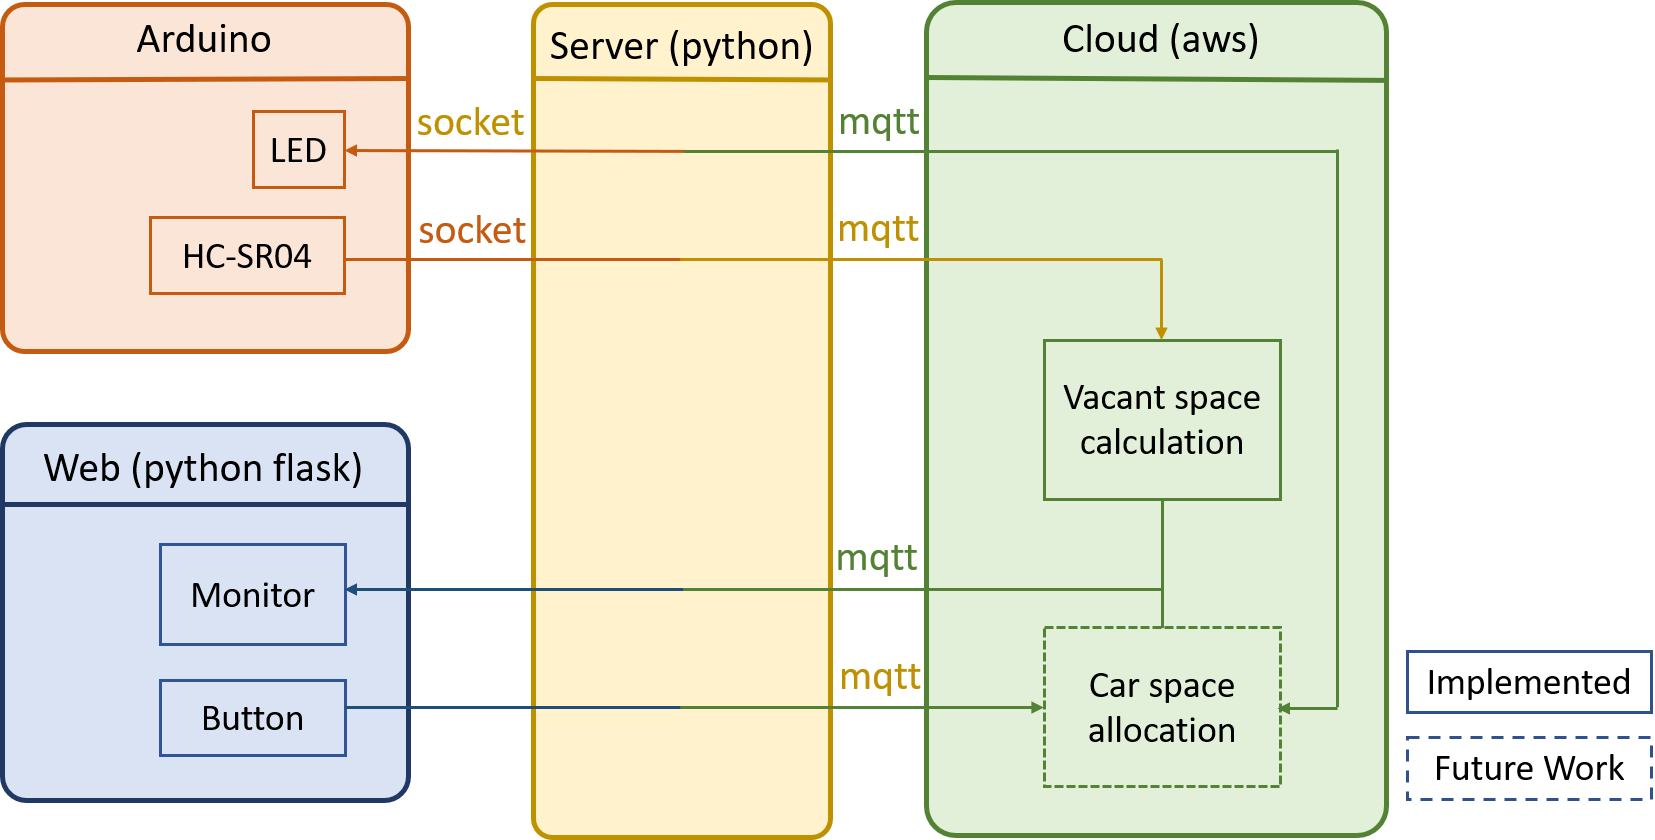 Arduino
Server (python)
Cloud (aws)
socket
mqtt
LED
socket
mqtt
HC-SR04
Vacant space
calculation
Web (python flask)
mqtt
Monitor
mqtt
Button
Car space
allocation
Implemented
Future Work